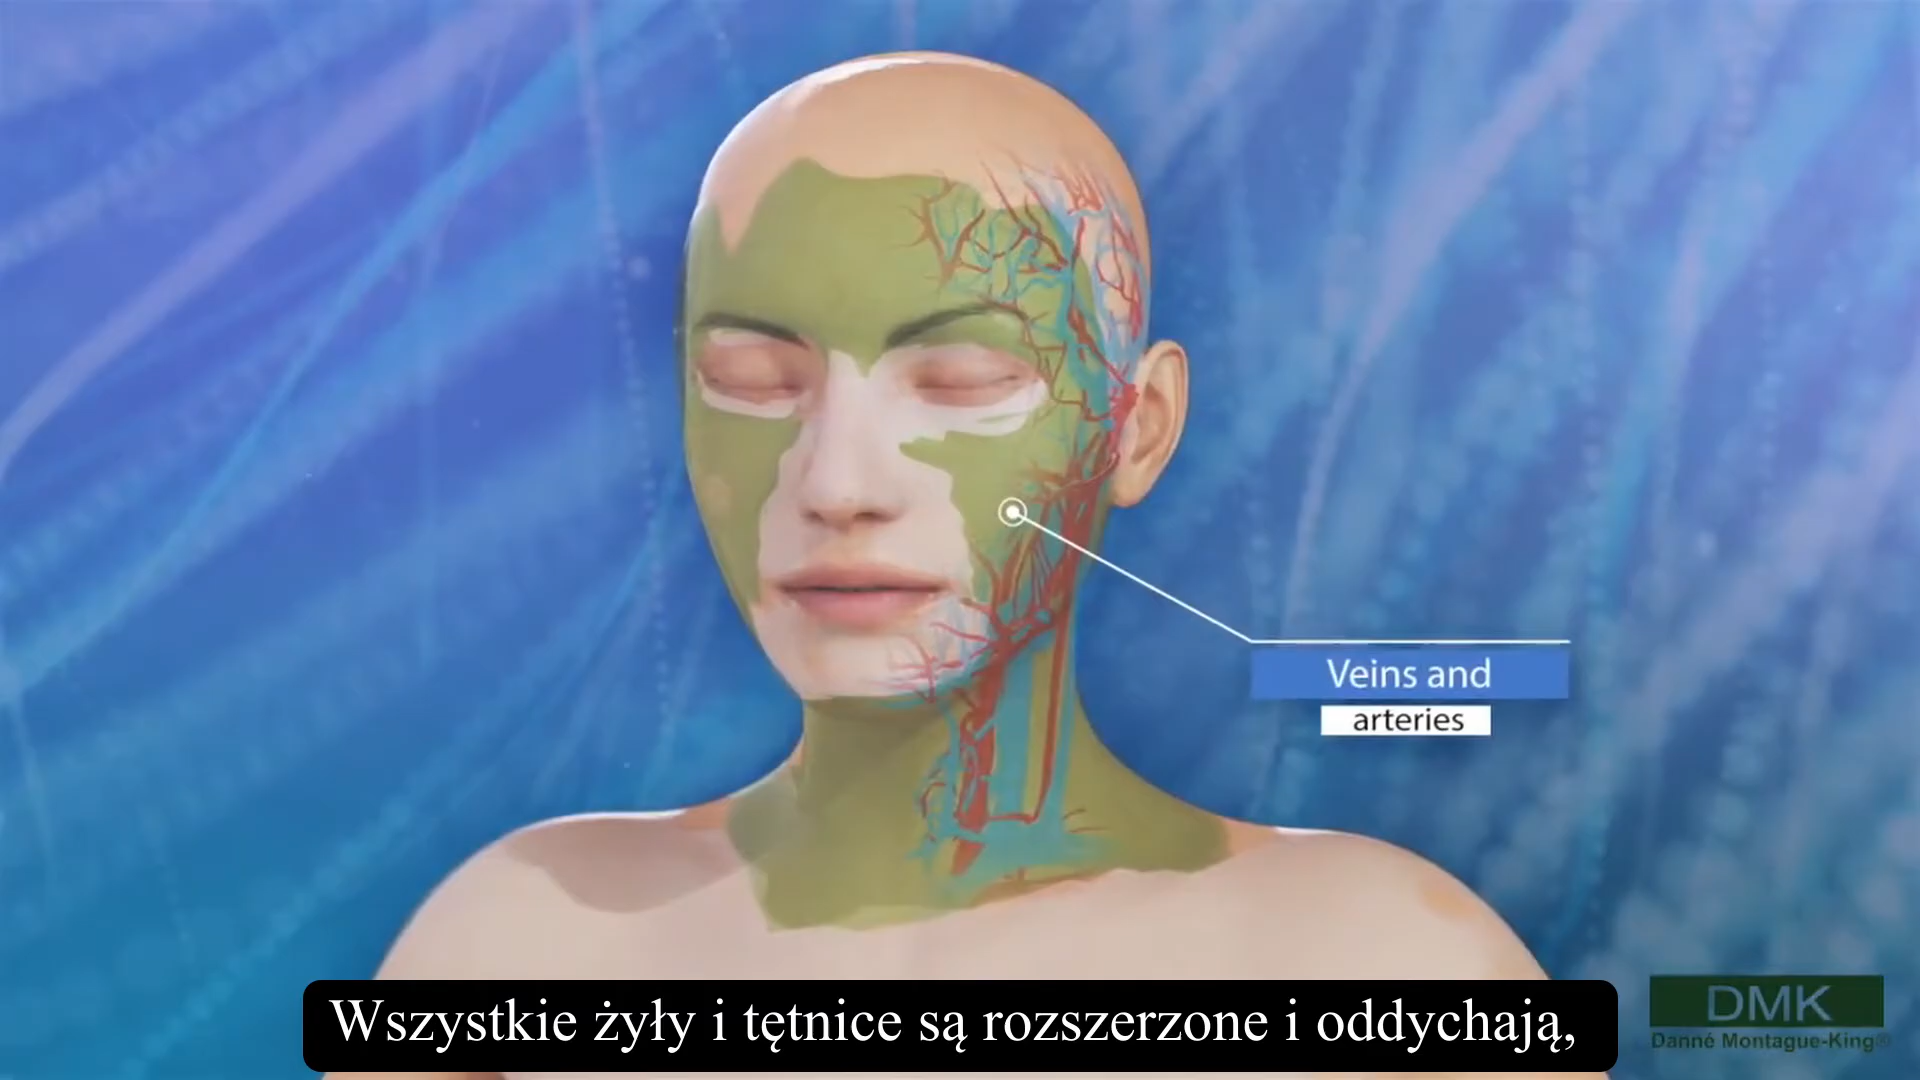 Veins and
arteries
Wszystkie żyły i tętnice są rozszerzone i oddychają,
DMK
Danné Montague-King®